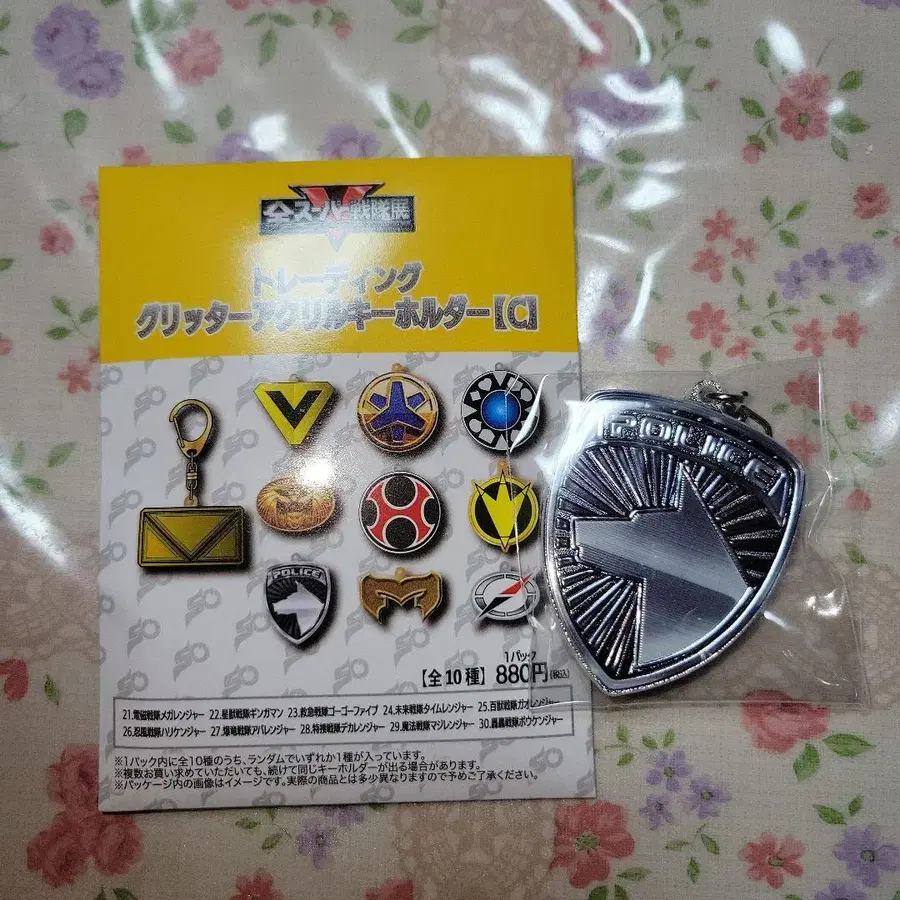 全スーパー戦隊展
トレーディング
グリッターアクリルキーホルダー【C】
POLICE
POLICE
1パック
【全10種】 880円(税込)
21.電磁戦隊メガレンジャー 22.星獣戦隊ギンガマン 23.救急戦隊ゴーゴーファイブ 24.未来戦隊タイムレンジャー 25.百獣戦隊ガオレンジャー
26.忍風戦隊ハリケンジャー 27.爆竜戦隊アバレンジャー 28.特捜戦隊デカレンジャー 29.魔法戦隊マジレンジャー 30.轟轟戦隊ボウケンジャー
※1パック内に全10種のうち、ランダムでいずれか1種が入っています。
※複数お買い求めていただいても、続けて同じキーホルダーが出る場合があります。
※パッケージ内の画像はイメージです。実際の商品とは多少異なりますので予めご了承ください。